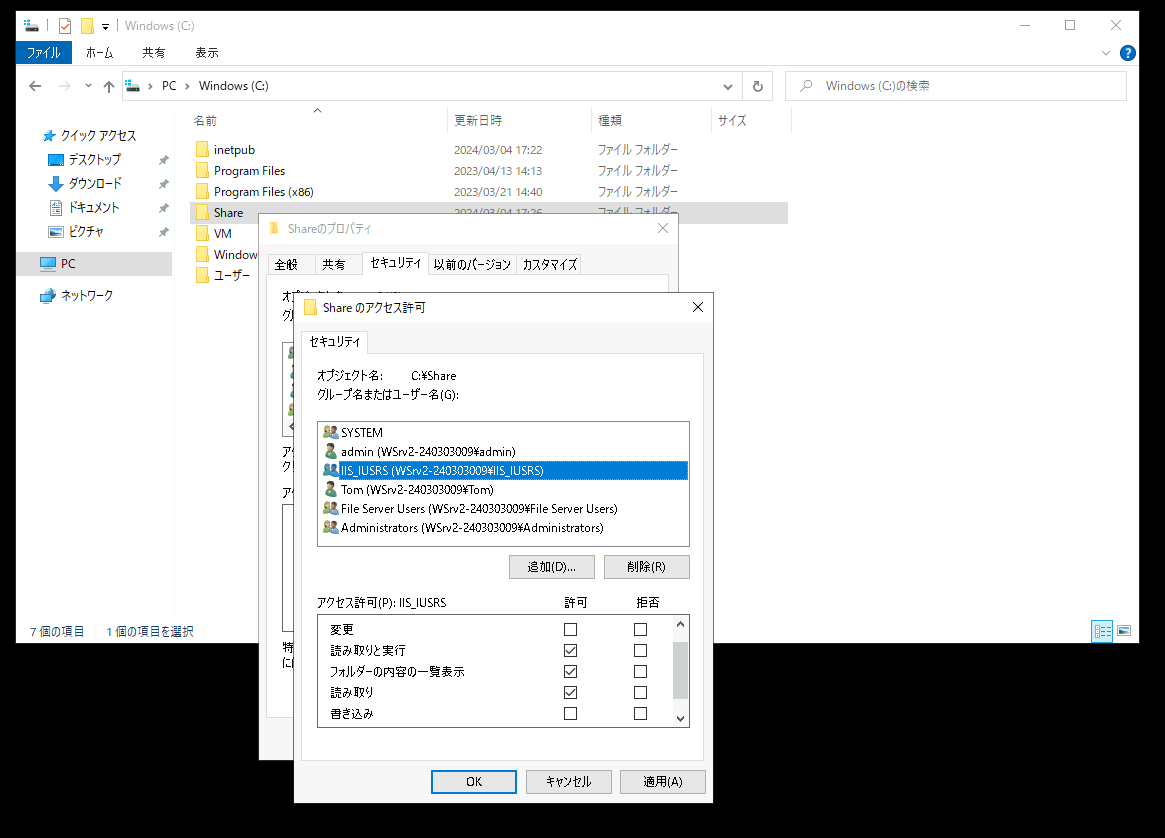 Windows (C:)
ファイル ホーム 共有 表示
PC Windows (C:) Windows (C:)の検索
クイック アクセス
デスクトップ
ダウンロード
ドキュメント
ピクチャ
PC
ネットワーク
名前 更新日時 種類 サイズ
inetpub 2024/03/04 17:22 ファイル フォルダー
Program Files 2023/04/13 14:13 ファイル フォルダー
Program Files (x86) 2023/03/21 14:40 ファイル フォルダー
Share 2024/03/04 17:26 ファイル フォルダー
VM
Window
ユーザー
7 個の項目 1 個の項目を選択
Shareのプロパティ
全般 共有 セキュリティ 以前のバージョン カスタマイズ
Share のアクセス許可
セキュリティ
オブジェクト名: C:¥Share
グループ名またはユーザー名(G):
SYSTEM
admin (WSrv2-240303009¥admin)
IIS_IUSRS (WSrv2-240303009¥IIS_IUSRS)
Tom (WSrv2-240303009¥Tom)
File Server Users (WSrv2-240303009¥File Server Users)
Administrators (WSrv2-240303009¥Administrators)
追加(D)... 削除(R)
アクセス許可(P): IIS_IUSRS 許可 拒否
変更
読み取りと実行
フォルダーの内容の一覧表示
読み取り
書き込み
OK キャンセル 適用(A)